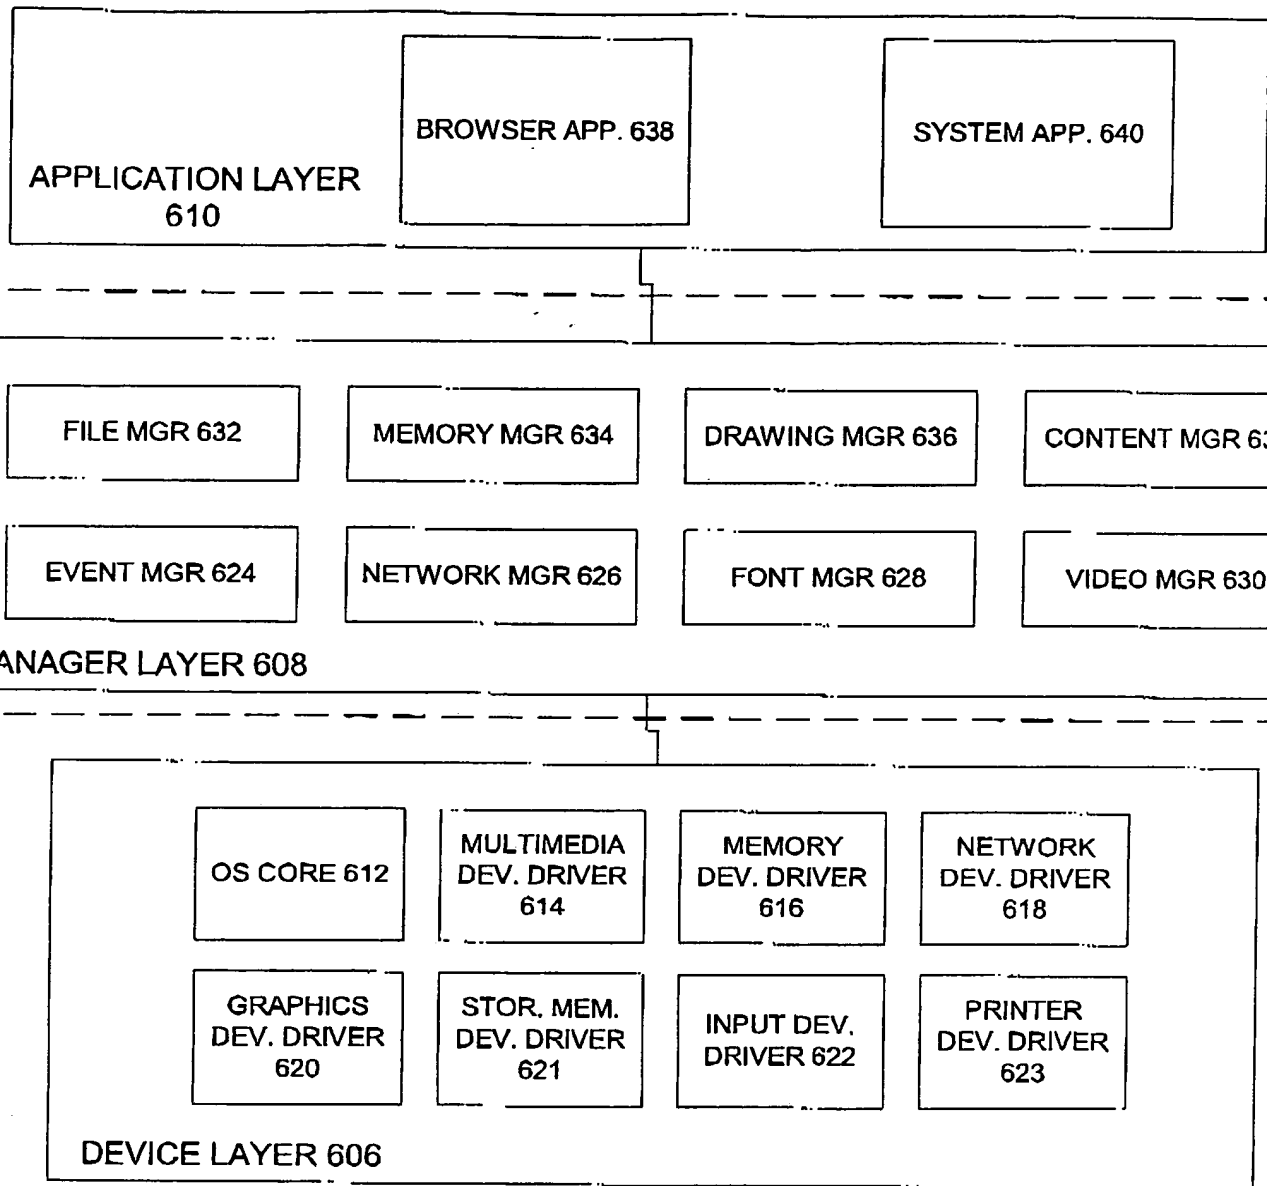 BROWSER APP. 638
SYSTEM APP. 640
APPLICATION LAYER
610
FILE MGR 632
MEMORY MGR 634
DRAWING MGR 636
CONTENT MGR
EVENT MGR 624
NETWORK MGR 626
FONT MGR 628
VIDEO MGR 630
ANAGER LAYER 608
OS CORE 612
MULTIMEDIA
DEV. DRIVER
614
MEMORY
DEV. DRIVER
616
NETWORK
DEV. DRIVER
618
GRAPHICS
DEV. DRIVER
620
STOR. MEM.
DEV. DRIVER
621
INPUT DEV.
DRIVER 622
PRINTER
DEV. DRIVER
623
DEVICE LAYER 606